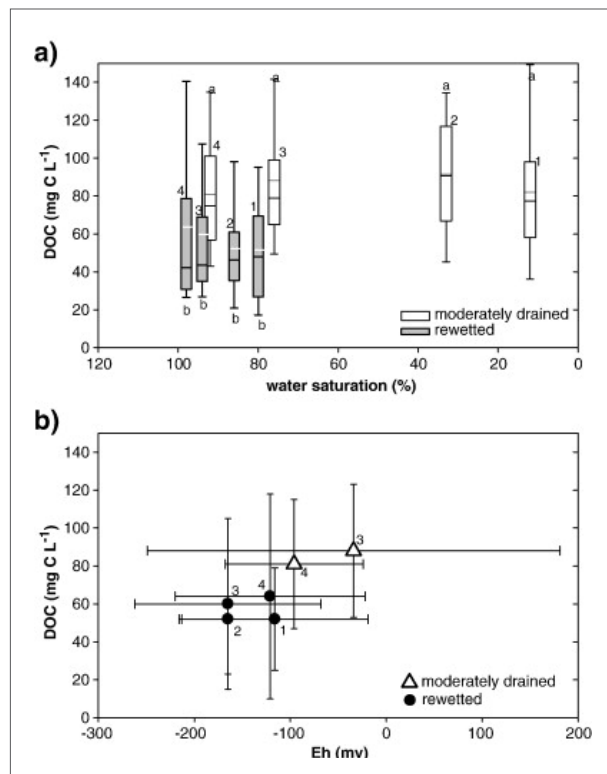 a)
140
120
100
80
60
40
20
0
DOC (mg C L⁻¹)
a
4
a
3
a
2
a
1
4
3
2
1
b
b
b
b
moderately drained
rewetted
120
100
80
60
40
20
0
water saturation (%)
b)
140
120
100
80
60
40
20
0
DOC (mg C L⁻¹)
3
4
4
3
2
1
moderately drained
rewetted
-300
-200
-100
0
100
200
Eh (mv)